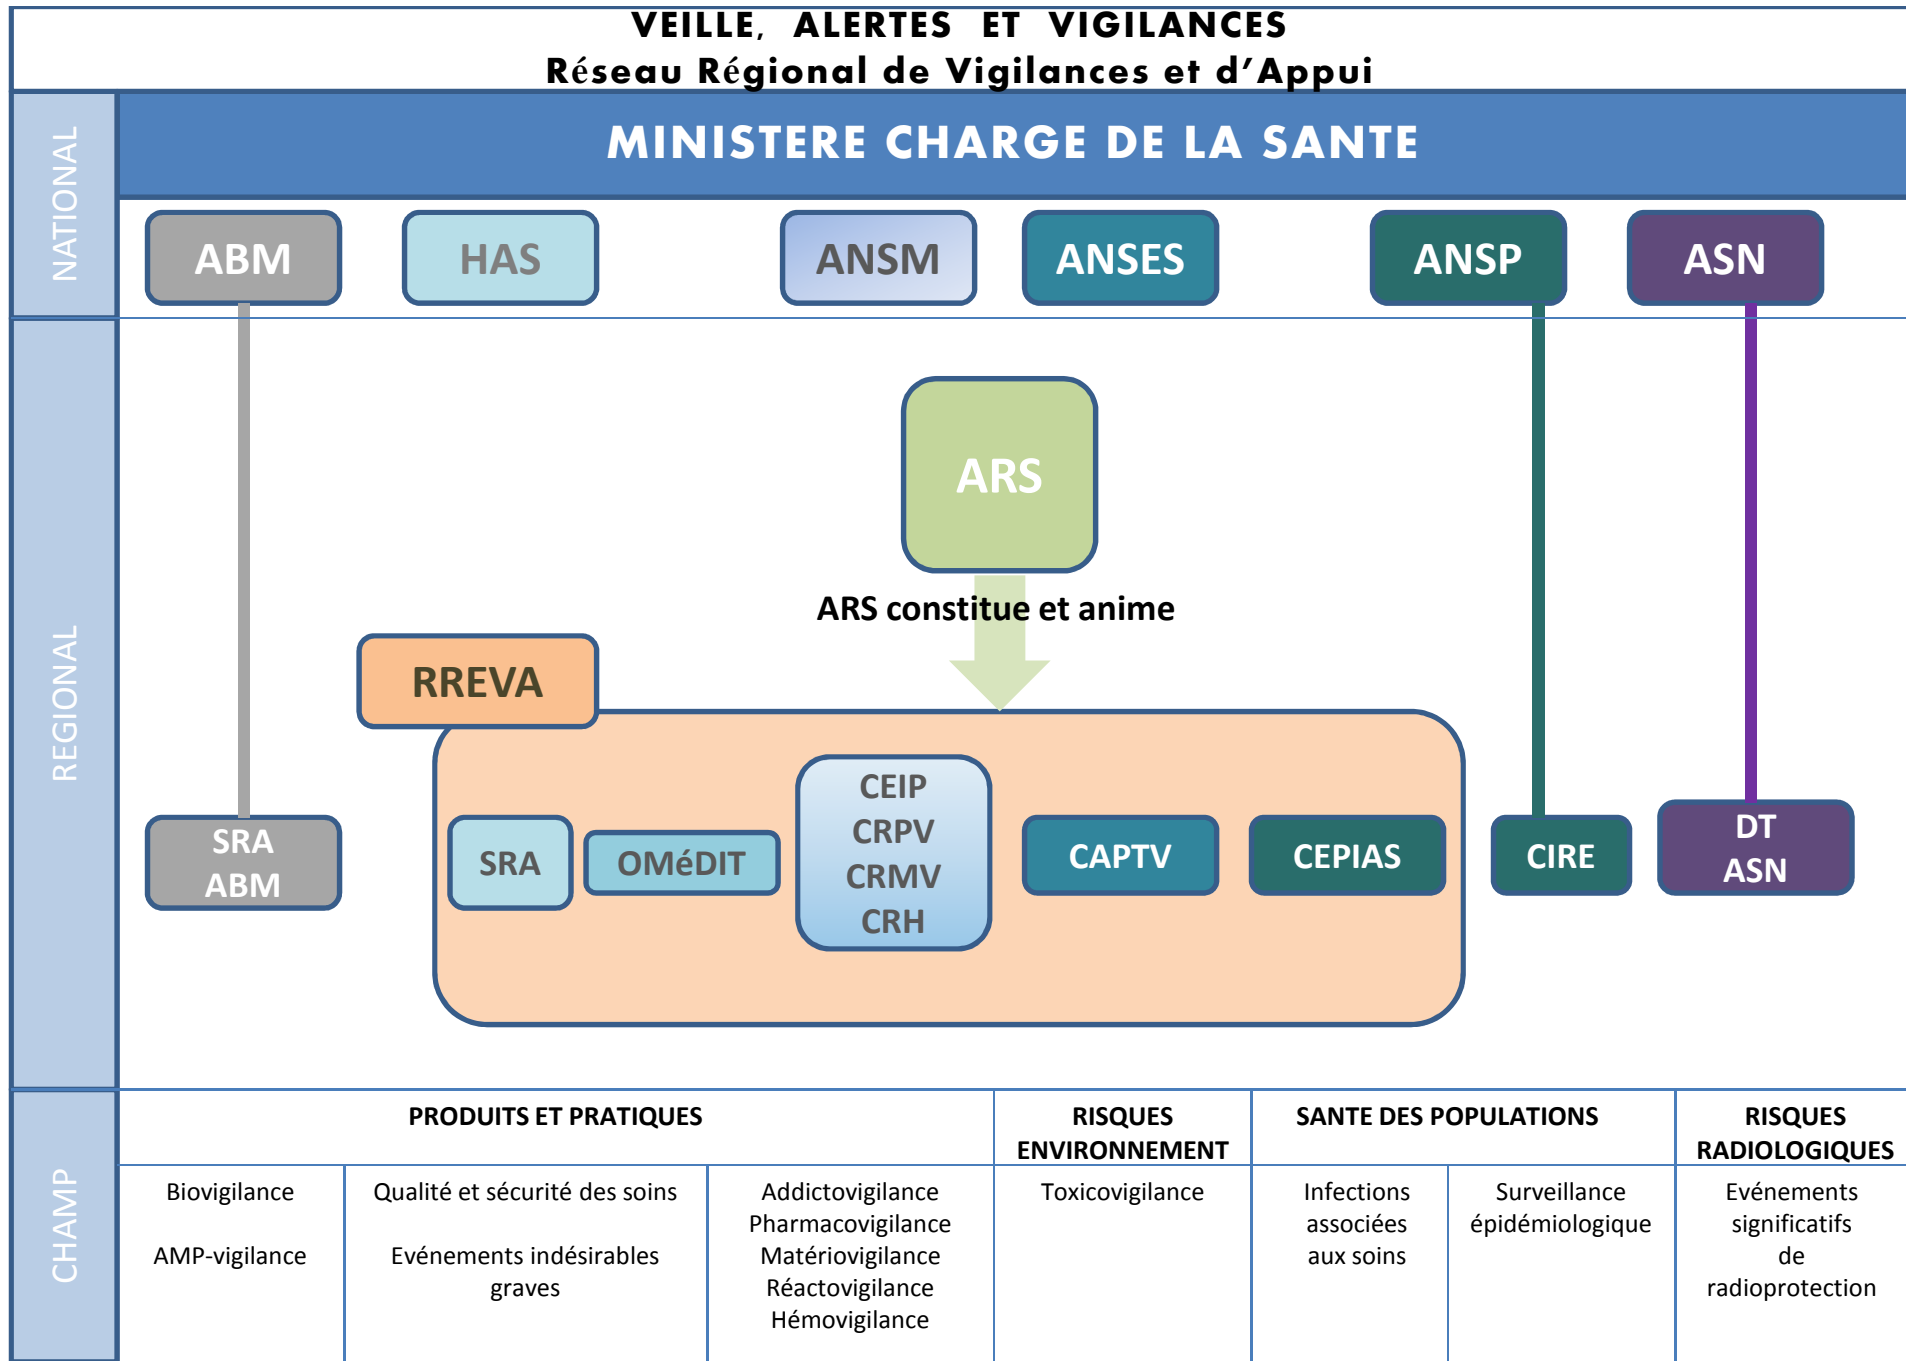 VEILLE, ALERTES ET VIGILANCES
Réseau Régional de Vigilances et d'Appui
NATIONAL
MINISTERE CHARGE DE LA SANTE
ABM
HAS
ANSM
ANSES
ANSP
ASN
REGIONAL
ARS
ARS constitue et anime
RREVA
SRA
ABM
SRA
OMéDIT
CEIP
CRPV
CRMV
CRH
CAPTV
CEPIAS
CIRE
DT
ASN
CHAMP
PRODUITS ET PRATIQUES
RISQUES
ENVIRONNEMENT
SANTE DES POPULATIONS
RISQUES
RADIOLOGIQUES
Biovigilance
AMP-vigilance
Qualité et sécurité des soins
Evénements indésirables
graves
Addictovigilance
Pharmacovigilance
Matériovigilance
Réactovigilance
Hémovigilance
Toxicovigilance
Infections
associées
aux soins
Surveillance
épidémiologique
Evénements
significatifs
de
radioprotection